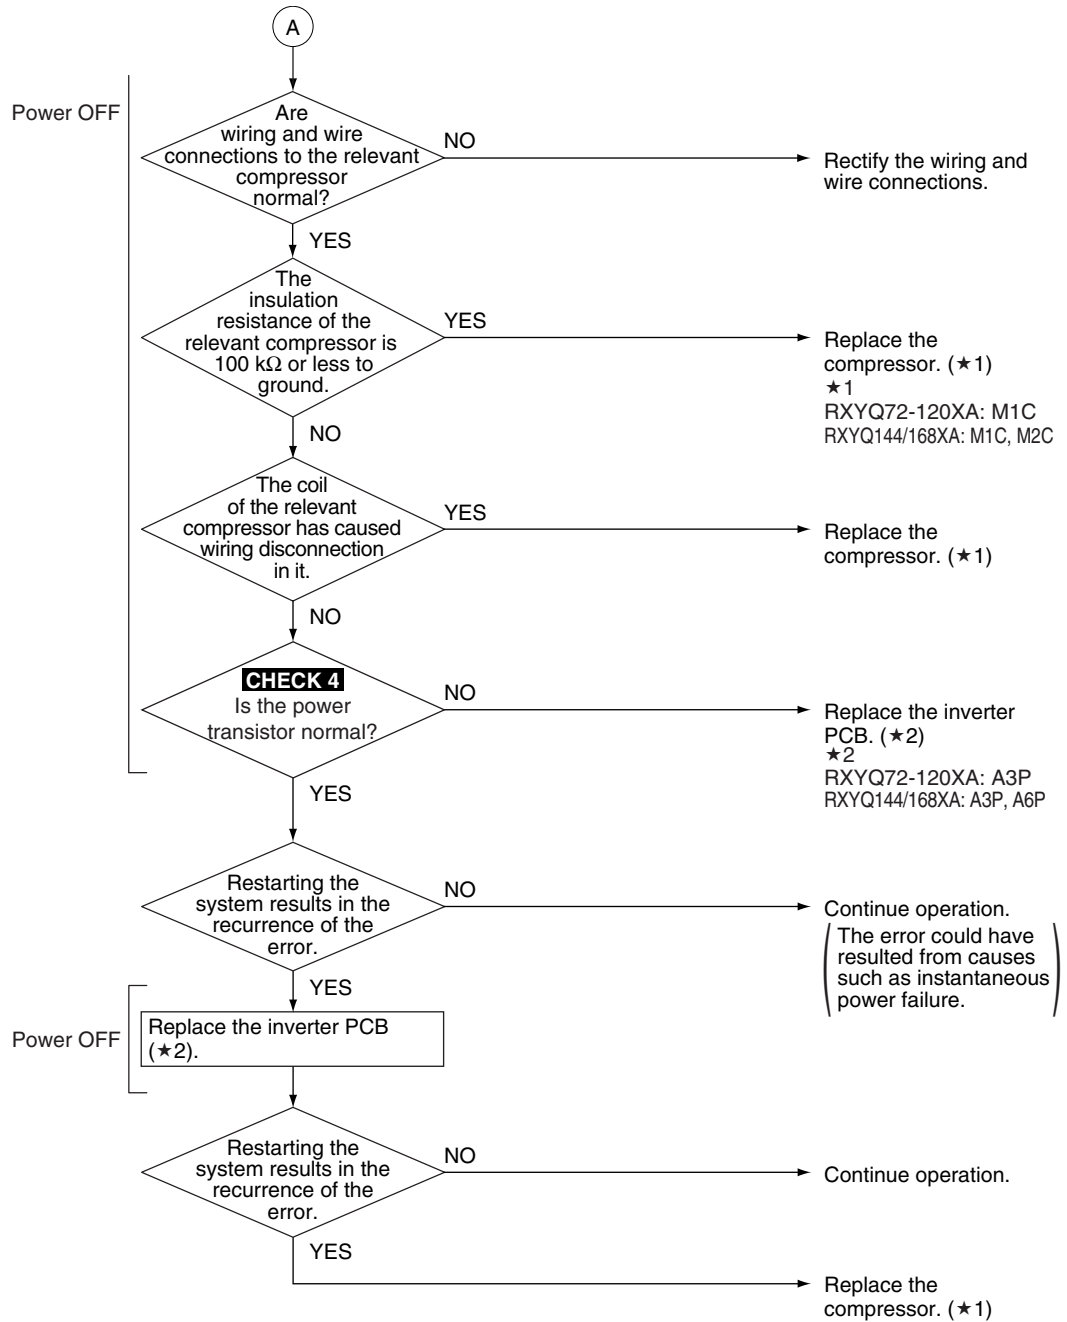 A
Power OFF
Are
wiring and wire
connections to the relevant
compressor
normal?
NO
Rectify the wiring and
wire connections.
YES
The
insulation
resistance of the
relevant compressor is
100 kΩ or less to
ground.
YES
Replace the
compressor. (★1)
★1
RXYQ72-120XA: M1C
RXYQ144/168XA: M1C, M2C
NO
The coil
of the relevant
compressor has caused
wiring disconnection
in it.
YES
Replace the
compressor. (★1)
NO
CHECK 4
Is the power
transistor normal?
NO
Replace the inverter
PCB. (★2)
★2
RXYQ72-120XA: A3P
RXYQ144/168XA: A3P, A6P
YES
Restarting the
system results in the
recurrence of the
error.
NO
Continue operation.
(The error could have
resulted from causes
such as instantaneous
power failure.)
YES
Power OFF
Replace the inverter PCB
(★2).
Restarting the
system results in the
recurrence of the
error.
NO
Continue operation.
YES
Replace the
compressor. (★1)